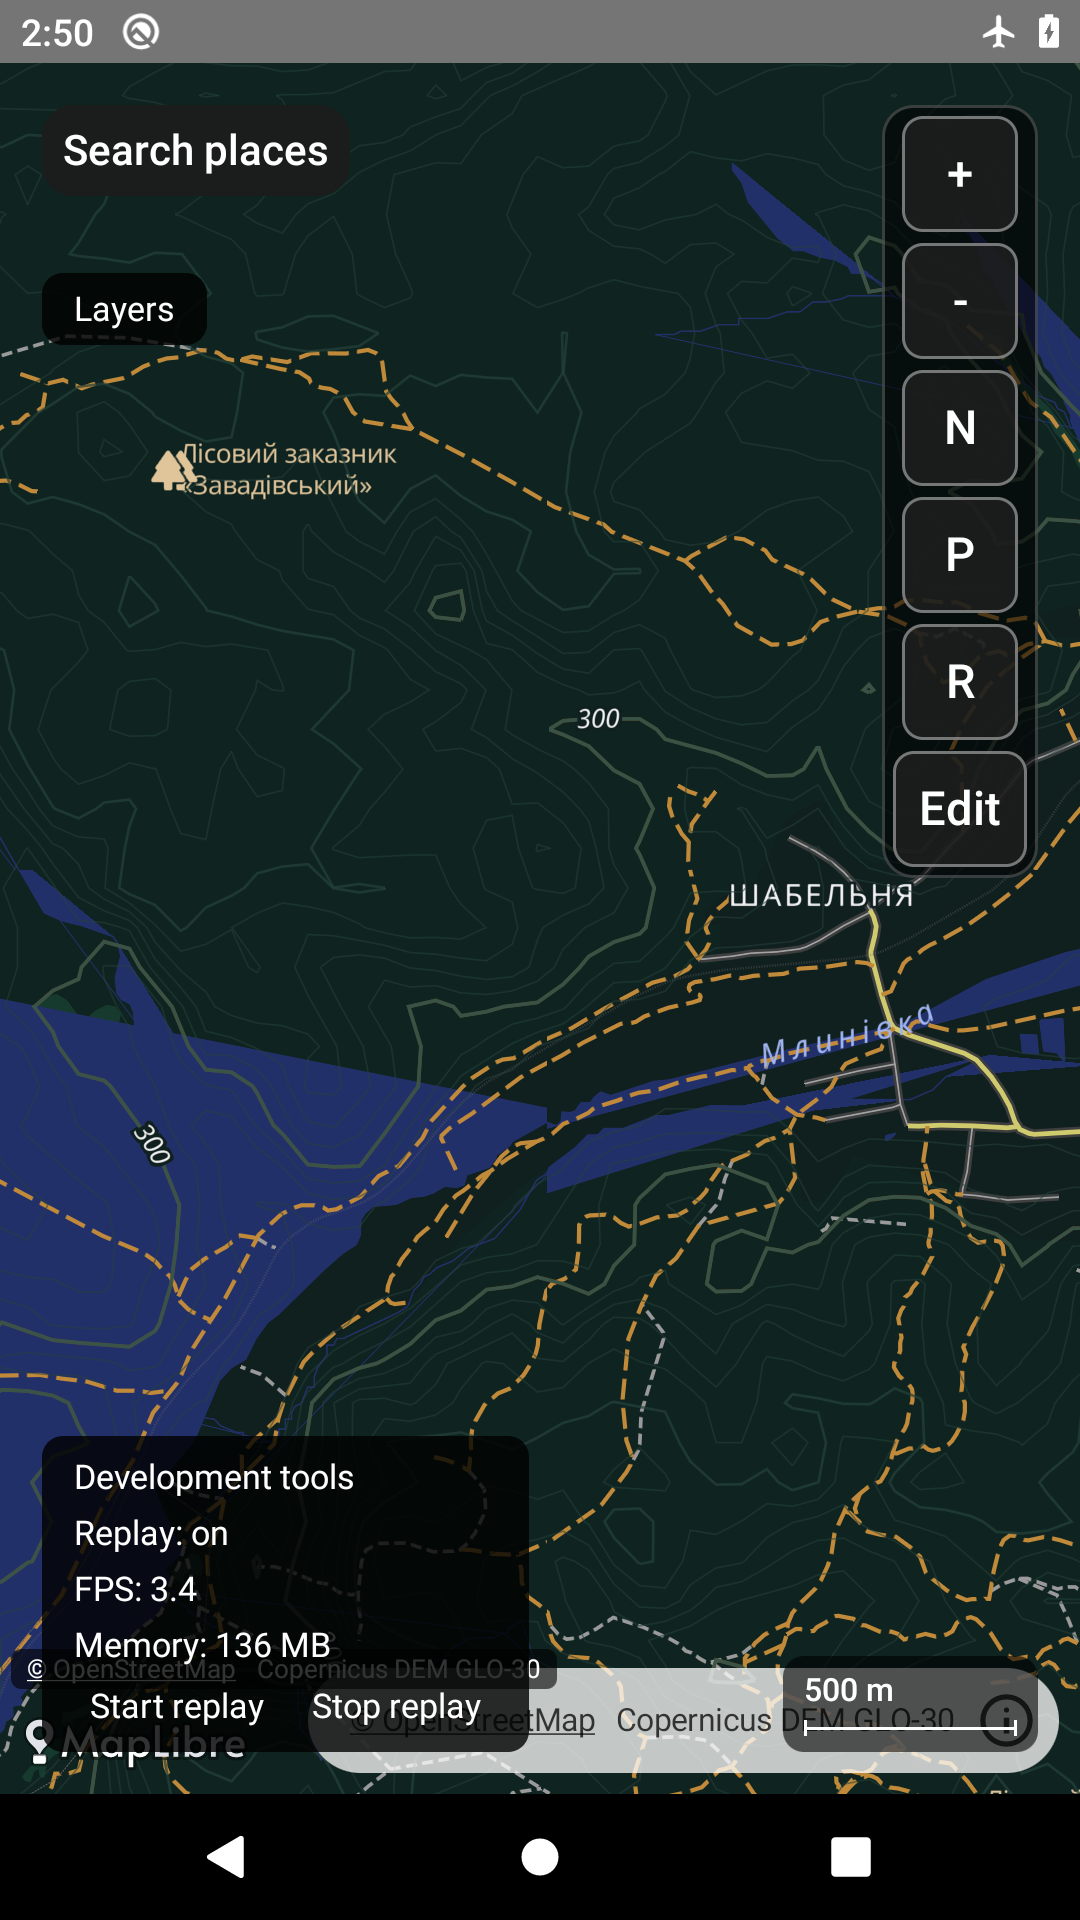 2:50
Search places
+
-
Layers
N
Лісовий заказник
«Завадівський»
P
R
300
Edit
ШАБЕЛЬНЯ
Млинівка
300
Development tools
Replay: on
FPS: 3.4
Memory: 136 MB
© OpenStreetMap Copernicus DEM GLO-30
Start replay Stop replay
500 m
© OpenStreetMap Copernicus DEM GLO-30
MapLibre